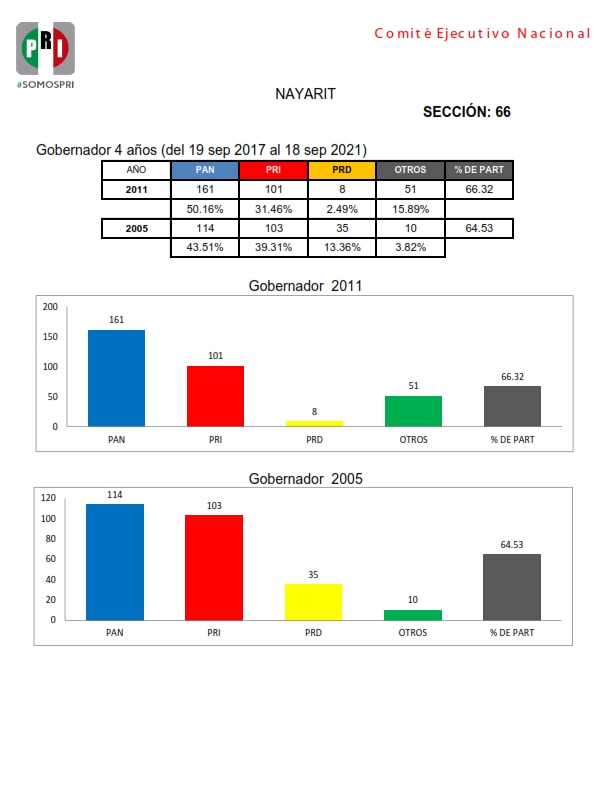 PRI
#SOMOSPRI
Comité Ejecutivo Nacional
NAYARIT
SECCIÓN: 66
Gobernador 4 años (del 19 sep 2017 al 18 sep 2021)
AÑO PAN PRI PRD OTROS % DE PART
2011 161 101 8 51 66.32
50.16% 31.46% 2.49% 15.89%
2005 114 103 35 10 64.53
43.51% 39.31% 13.36% 3.82%
Gobernador 2011
200
150
100
50
0
161
101
8
51
66.32
PAN PRI PRD OTROS % DE PART
Gobernador 2005
120
100
80
60
40
20
0
114
103
35
10
64.53
PAN PRI PRD OTROS % DE PART